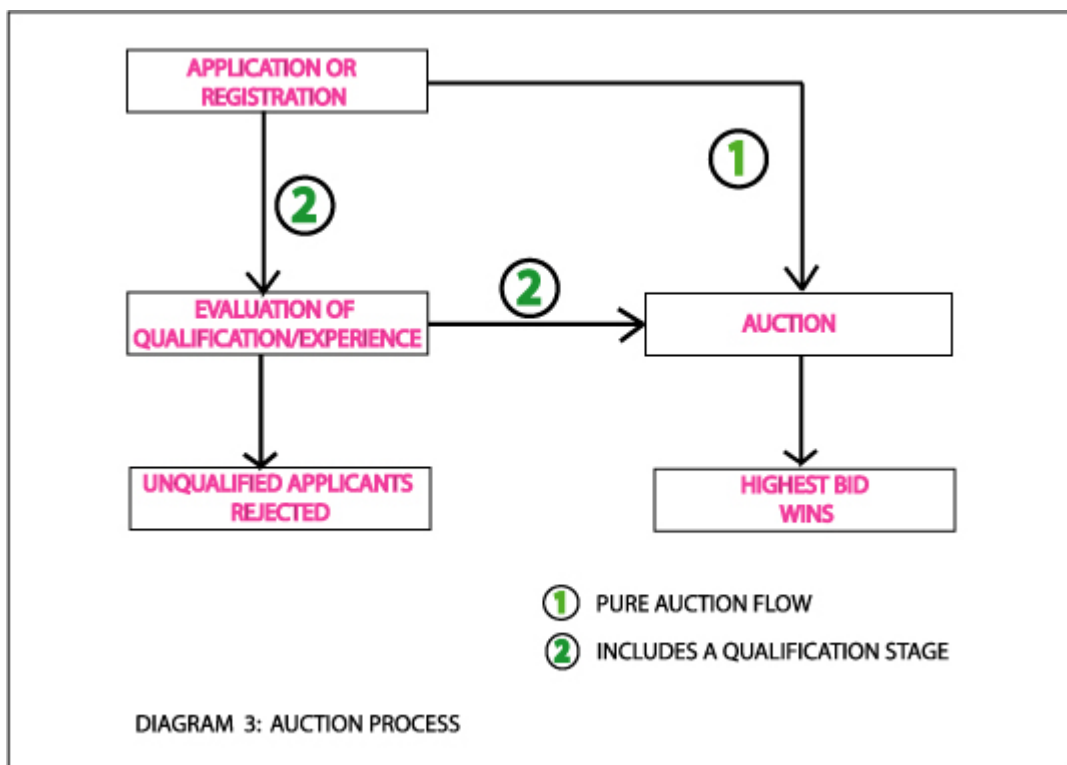 APPLICATION OR
REGISTRATION
1
2
2
EVALUATION OF
QUALIFICATION/EXPERIENCE
AUCTION
UNQUALIFIED APPLICANTS
REJECTED
HIGHEST BID
WINS
1 PURE AUCTION FLOW
2 INCLUDES A QUALIFICATION STAGE
DIAGRAM 3: AUCTION PROCESS